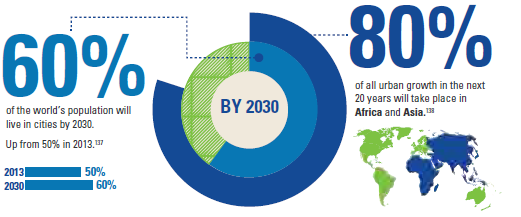 60%
of the world's population will
live in cities by 2030.
Up from 50% in 2013.¹³⁷
2013 50%
2030 60%
BY 2030
80%
of all urban growth in the next
20 years will take place in
Africa and Asia.¹³⁸